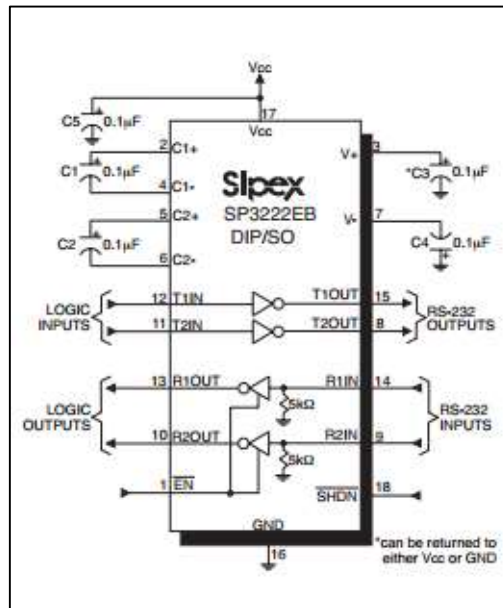 Vcc
C5 + 0.1µF
17
Vcc
2 C1+
C1 + 0.1µF
4 C1-
5 C2+
C2 + 0.1µF
6 C2-
Sipex
SP3222EB
DIP/SO
V+ 3
*C3 + 0.1µF
V- 7
C4 0.1µF +
LOGIC
INPUTS
12 T1IN
11 T2IN
T1OUT 15
T2OUT 8
RS-232
OUTPUTS
LOGIC
OUTPUTS
13 R1OUT
R1IN 14
5kΩ
10 R2OUT
R2IN 9
5kΩ
RS-232
INPUTS
1 EN
SHDN 18
GND
16
*can be returned to
either Vcc or GND